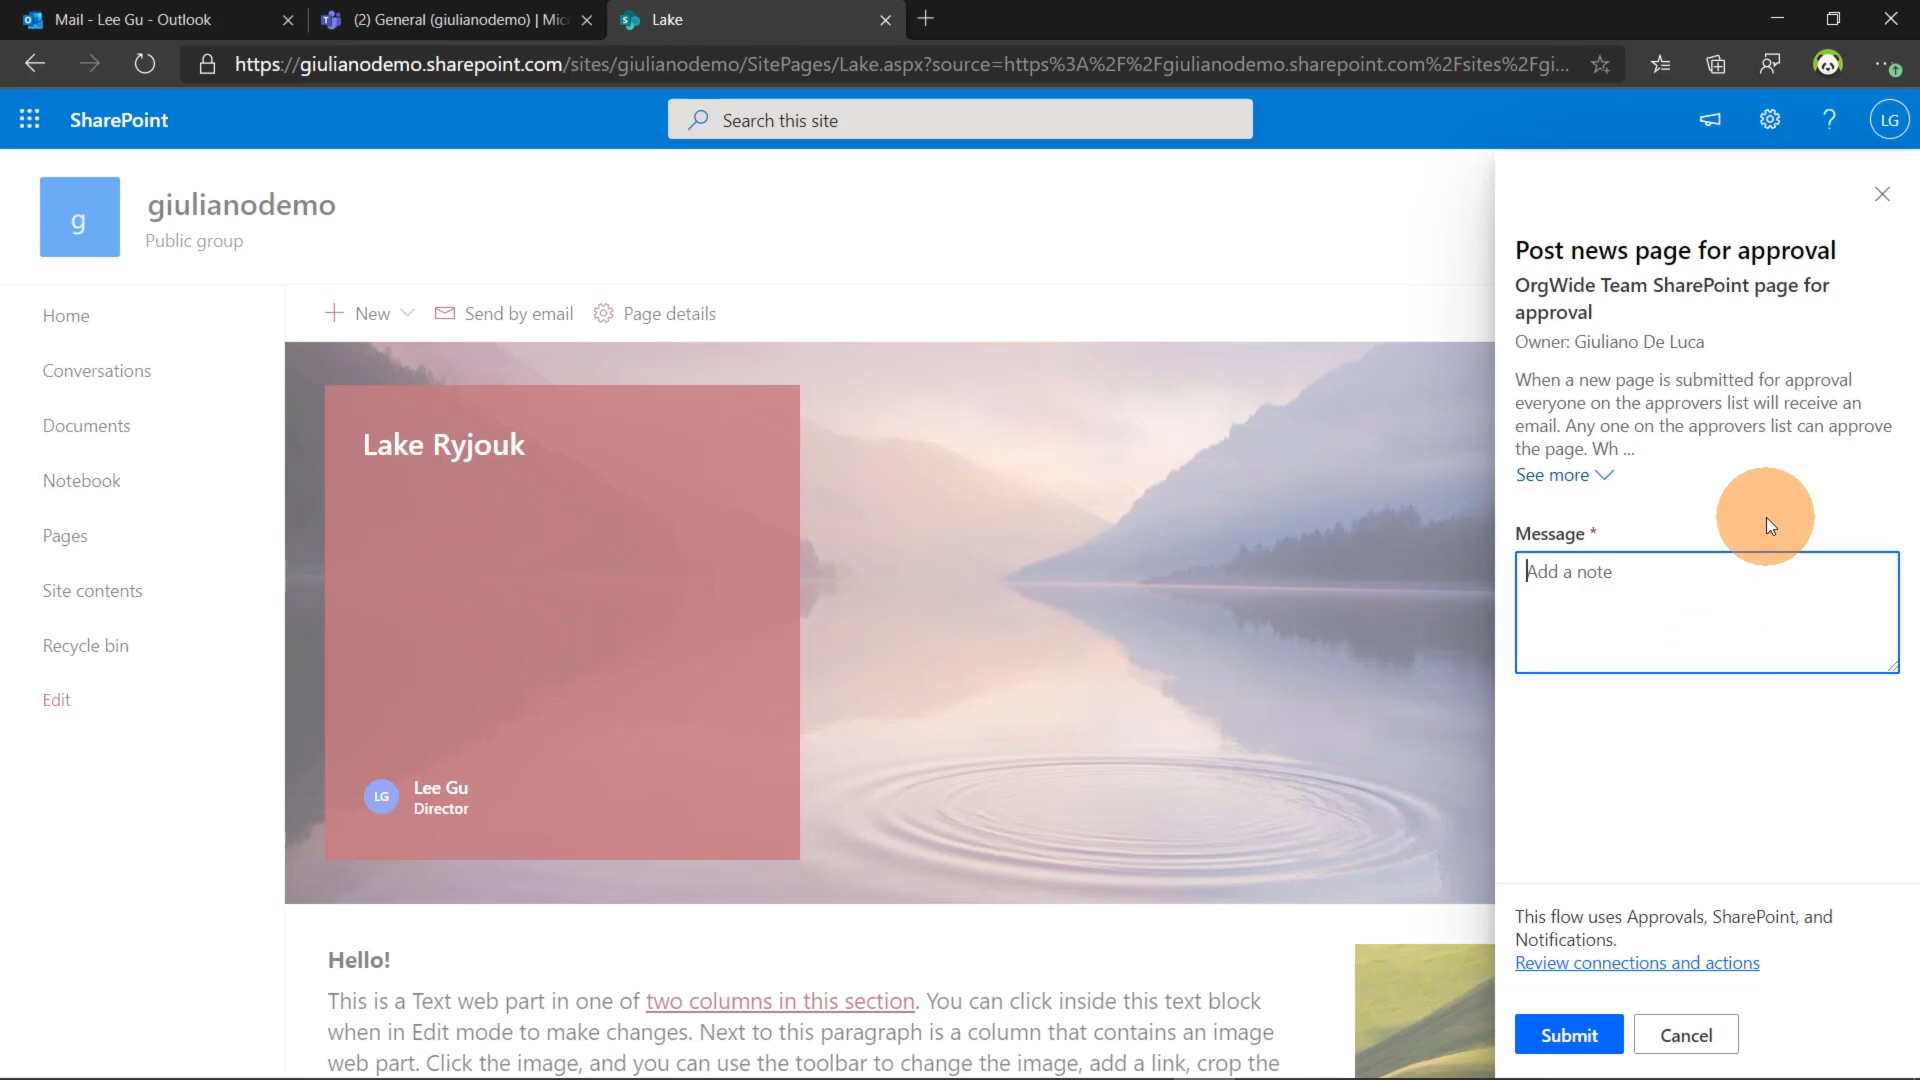 Mail - Lee Gu - Outlook
(2) General (giulianodemo) | Mic
Lake
https://giulianodemo.sharepoint.com/sites/giulianodemo/SitePages/Lake.aspx?source=https%3A%2F%2Fgiulianodemo.sharepoint.com%2Fsites%2Fgi...
SharePoint
Search this site
LG
g
giulianodemo
Public group
Home
Conversations
Documents
Notebook
Pages
Site contents
Recycle bin
Edit
New
Send by email
Page details
Lake Ryjouk
LG
Lee Gu
Director
Hello!
This is a Text web part in one of two columns in this section. You can click inside this text block
when in Edit mode to make changes. Next to this paragraph is a column that contains an image
web part. Click the image, and you can use the toolbar to change the image, add a link, crop the
Post news page for approval
OrgWide Team SharePoint page for
approval
Owner: Giuliano De Luca
When a new page is submitted for approval
everyone on the approvers list will receive an
email. Any one on the approvers list can approve
the page. Wh ...
See more
Message *
Add a note
This flow uses Approvals, SharePoint, and
Notifications.
Review connections and actions
Submit
Cancel